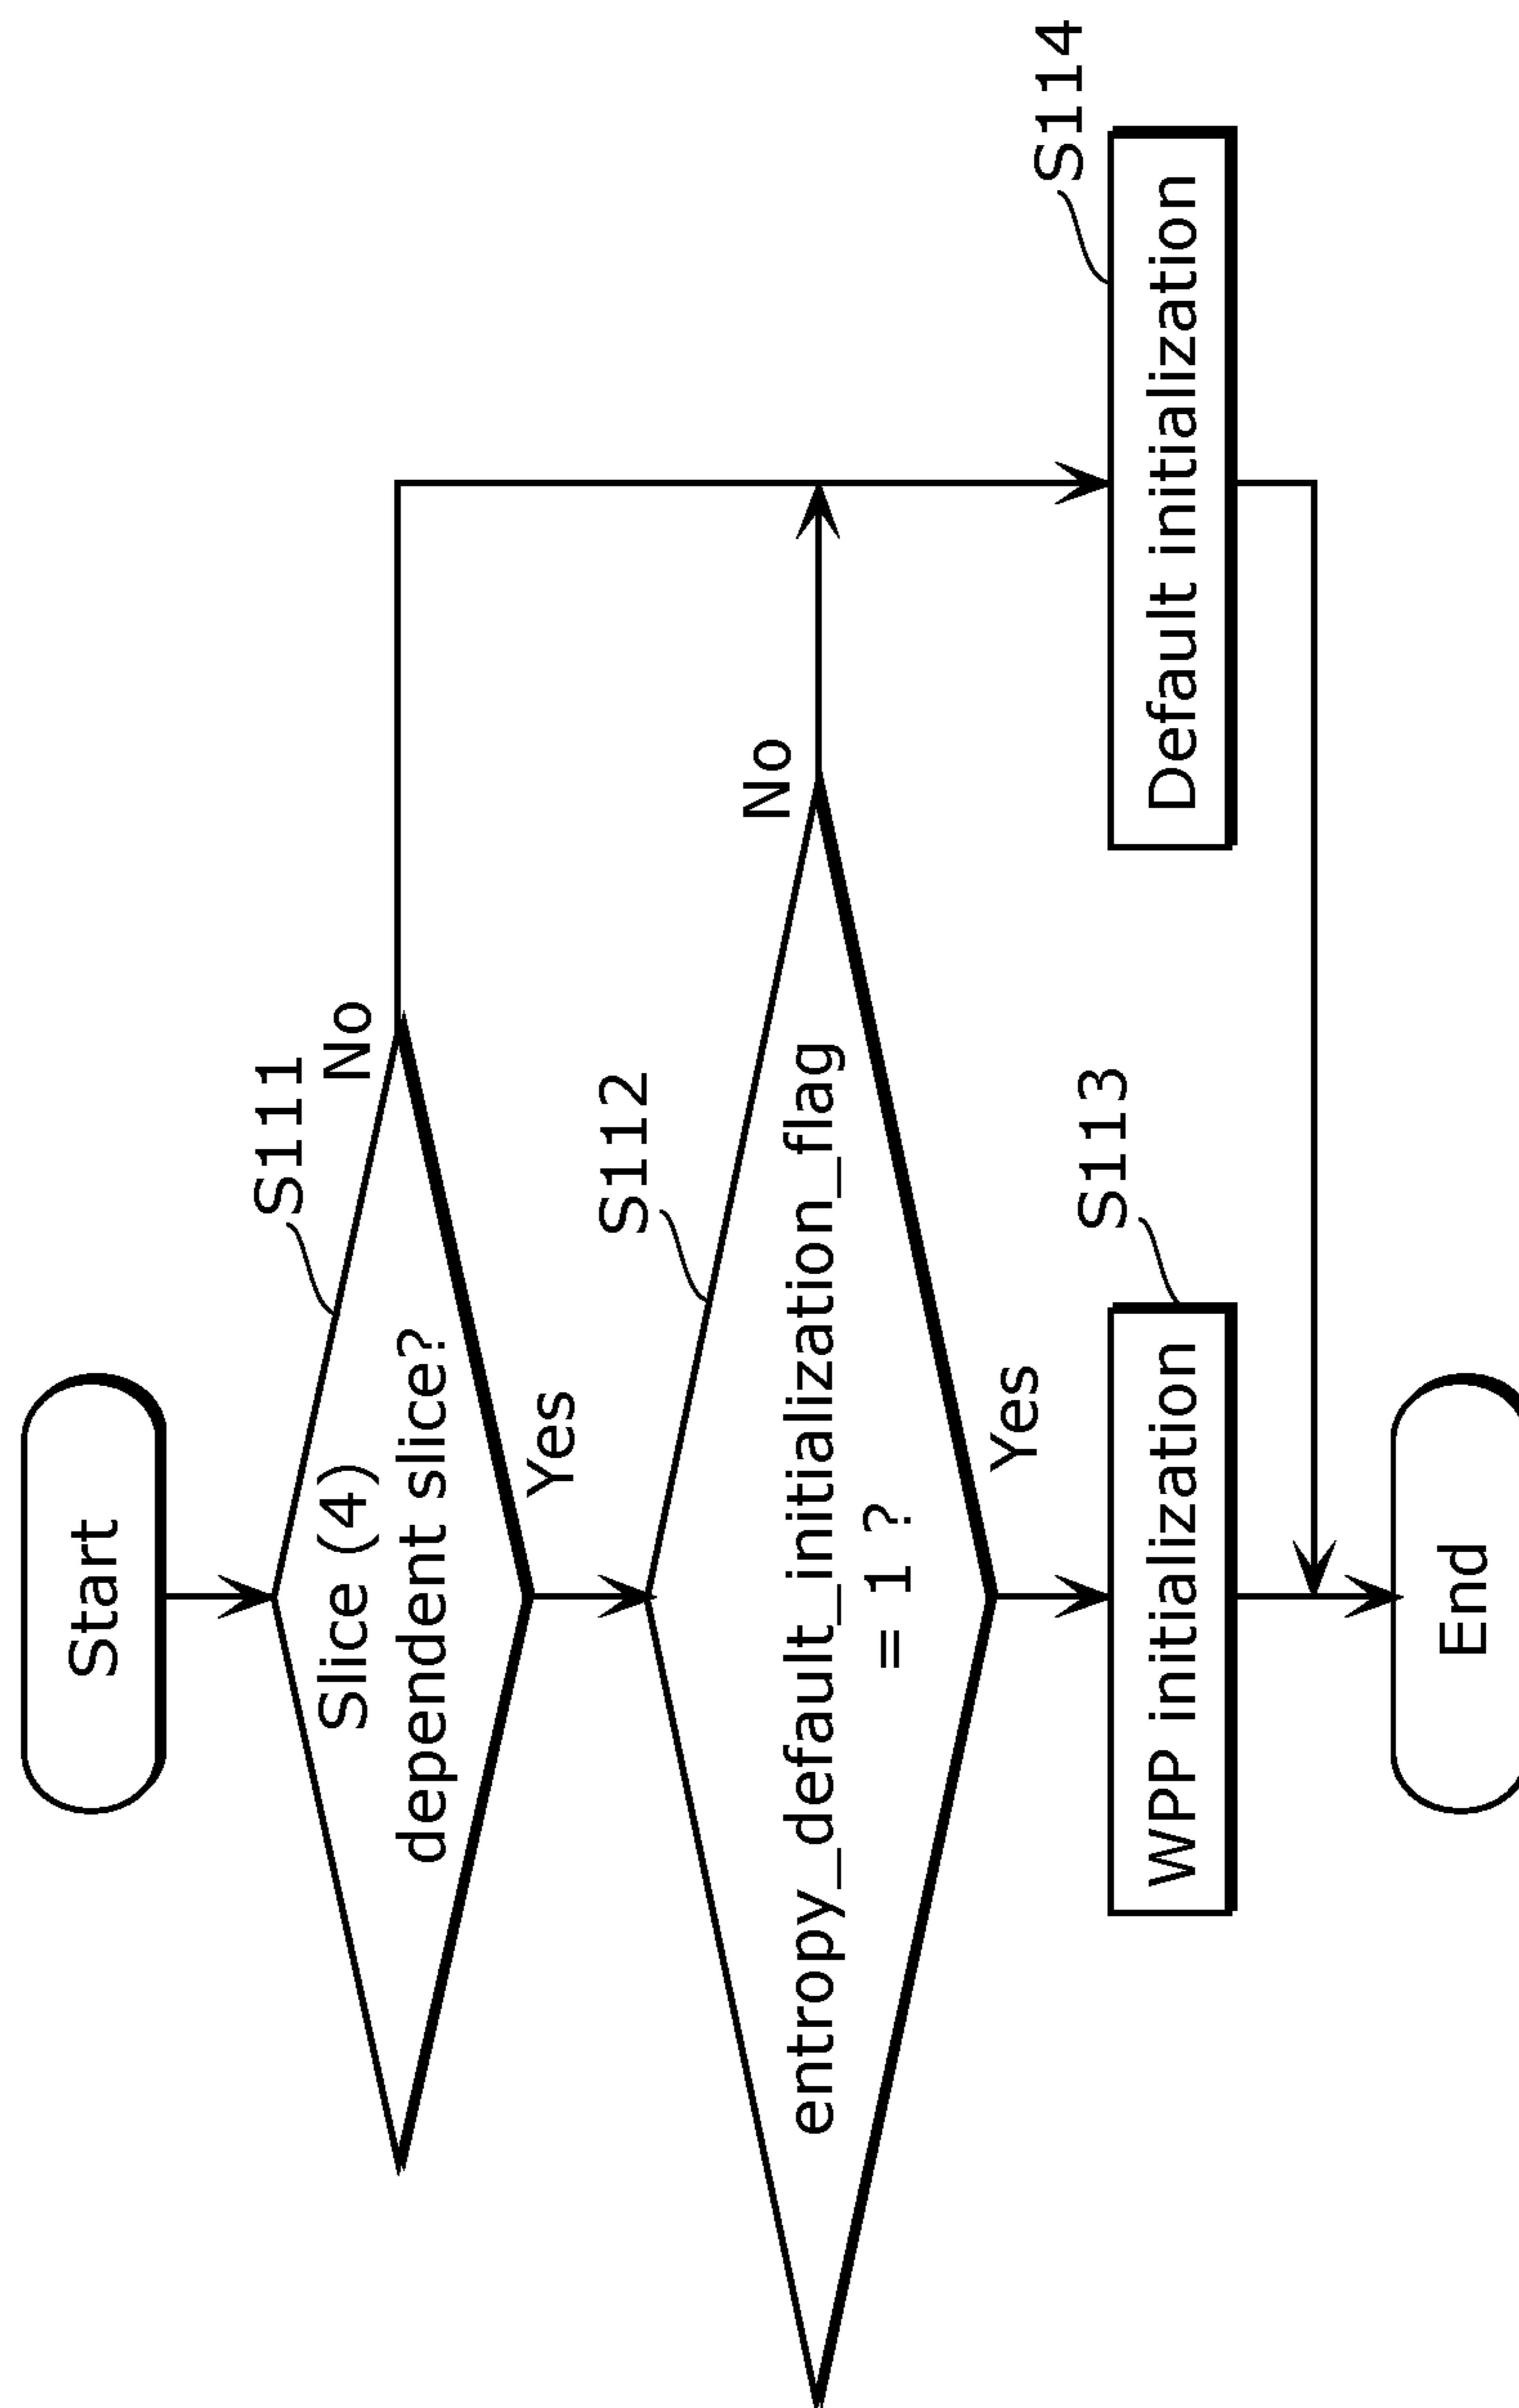 Start
S111
Slice (4)
dependent slice?
No
Yes
S112
entropy_default_initialization_flag
= 1 ?
No
Yes
S113
WPP initialization
S114
Default initialization
End